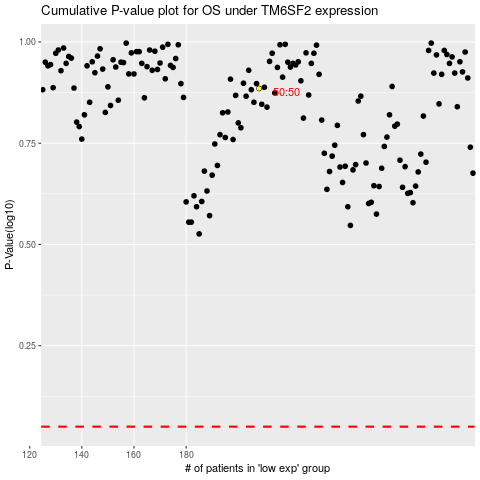 Cumulative P-value plot for OS under TM6SF2 expression
P-Value(log10)
1.00
0.75
0.50
0.25
50:50
120 140 160 180
# of patients in 'low exp' group